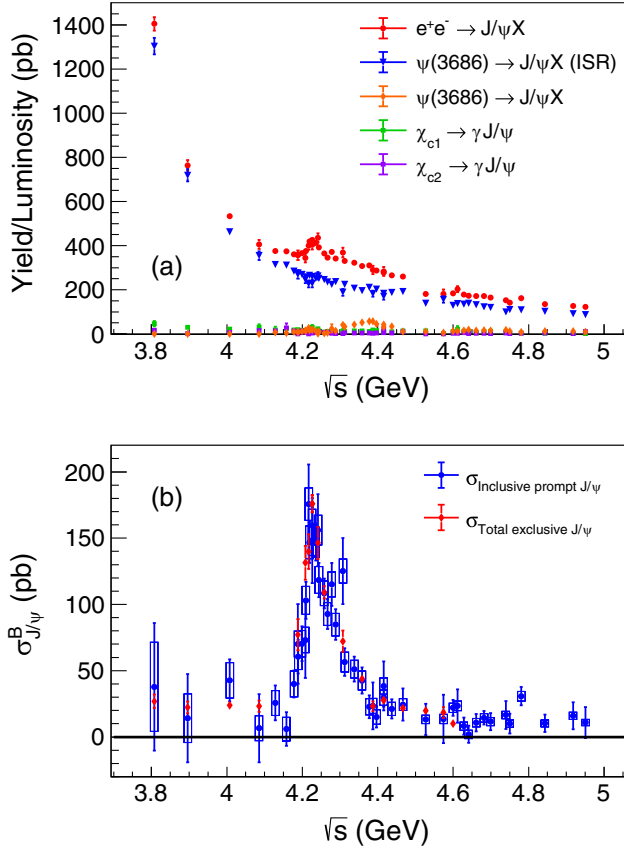 1400
1200
1000
800
600
400
200
0
Yield/Luminosity (pb)
e⁺e⁻ → J/ψX
ψ(3686) → J/ψX (ISR)
ψ(3686) → J/ψX
χc1 → γ J/ψ
χc2 → γ J/ψ
(a)
3.8 4 4.2 4.4 4.6 4.8 5
√s (GeV)
200
150
100
50
0
σᴮJ/ψ (pb)
(b)
σInclusive prompt J/ψ
σTotal exclusive J/ψ
3.8 4 4.2 4.4 4.6 4.8 5
√s (GeV)